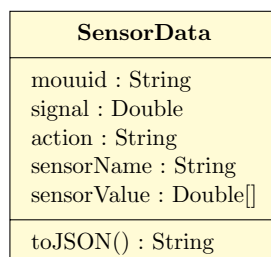 SensorData
mouuid : String
signal : Double
action : String
sensorName : String
sensorValue : Double[]
toJSON() : String